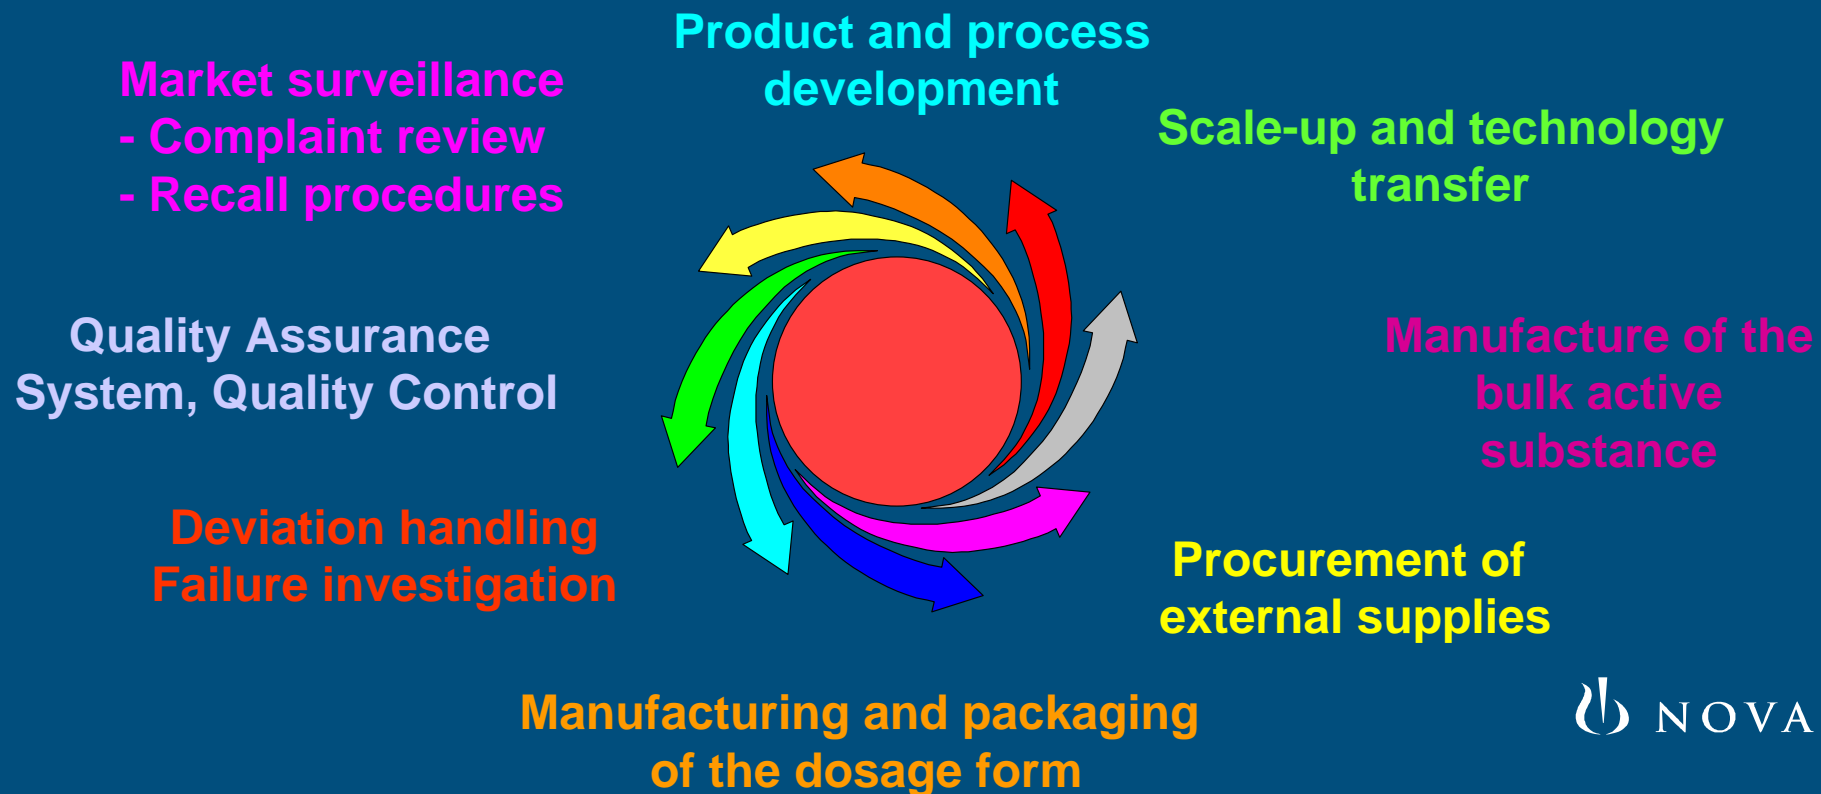 Product and process
development
Market surveillance
- Complaint review
- Recall procedures
Scale-up and technology
transfer
Quality Assurance
System, Quality Control
Manufacture of the
bulk active
substance
Deviation handling
Failure investigation
Procurement of
external supplies
Manufacturing and packaging
of the dosage form
NOVA